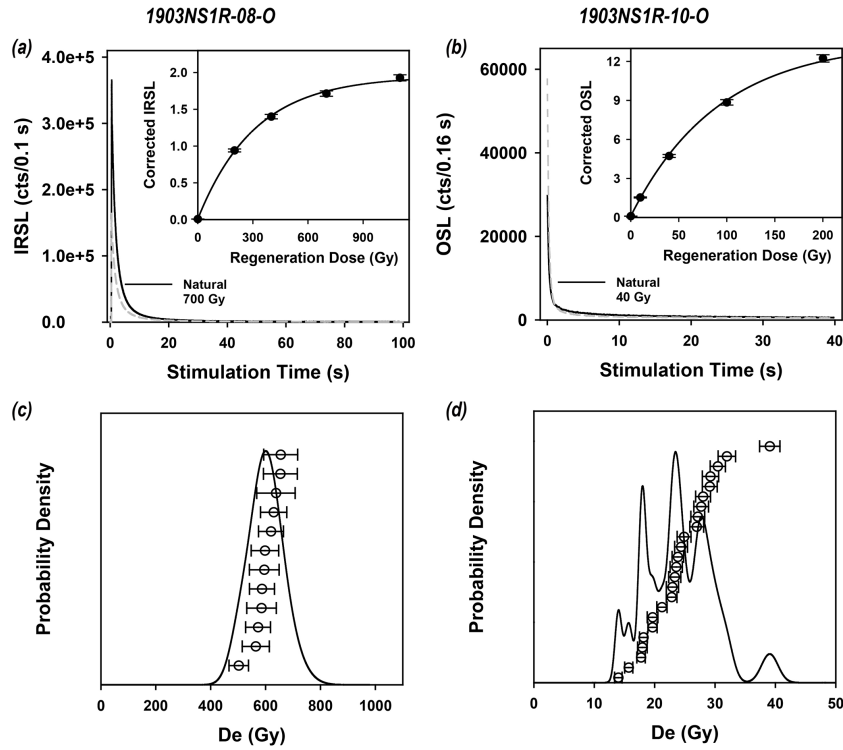 1903NS1R-08-O
1903NS1R-10-O
(a)
IRSL (cts/0.1 s)
4.0e+5
3.0e+5
2.0e+5
1.0e+5
0.0
0
20
40
60
80
100
Stimulation Time (s)
Natural
700 Gy
Corrected IRSL
2.0
1.5
1.0
0.5
0.0
0
300
600
900
Regeneration Dose (Gy)
(b)
OSL (cts/0.16 s)
60000
40000
20000
0
0
10
20
30
40
Stimulation Time (s)
Natural
40 Gy
Corrected OSL
12
9
6
3
0
0
50
100
150
200
Regeneration Dose (Gy)
(c)
Probability Density
0
200
400
600
800
1000
De (Gy)
(d)
Probability Density
0
10
20
30
40
50
De (Gy)